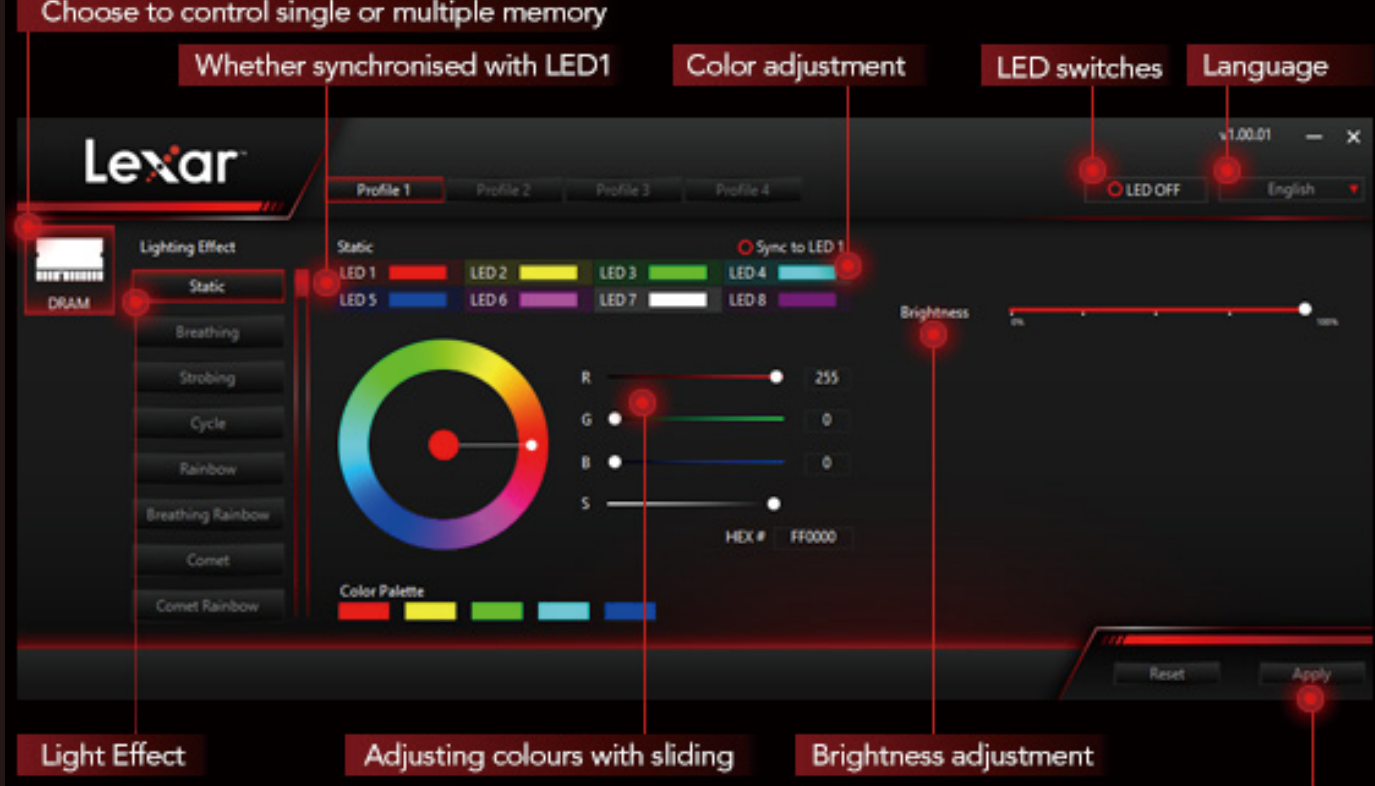 Choose to control single or multiple memory
Whether synchronised with LED1
Color adjustment
LED switches
Language
Lexar
v1.00.01
Profile 1
Profile 2
Profile 3
Profile 4
LED OFF
English
DRAM
Lighting Effect
Static
Breathing
Strobing
Cycle
Rainbow
Breathing Rainbow
Comet
Comet Rainbow
Static
Sync to LED 1
LED 1
LED 2
LED 3
LED 4
LED 5
LED 6
LED 7
LED 8
R
255
G
0
B
0
S
HEX #
FF0000
Color Palette
Brightness
0%
100%
Reset
Apply
Light Effect
Adjusting colours with sliding
Brightness adjustment